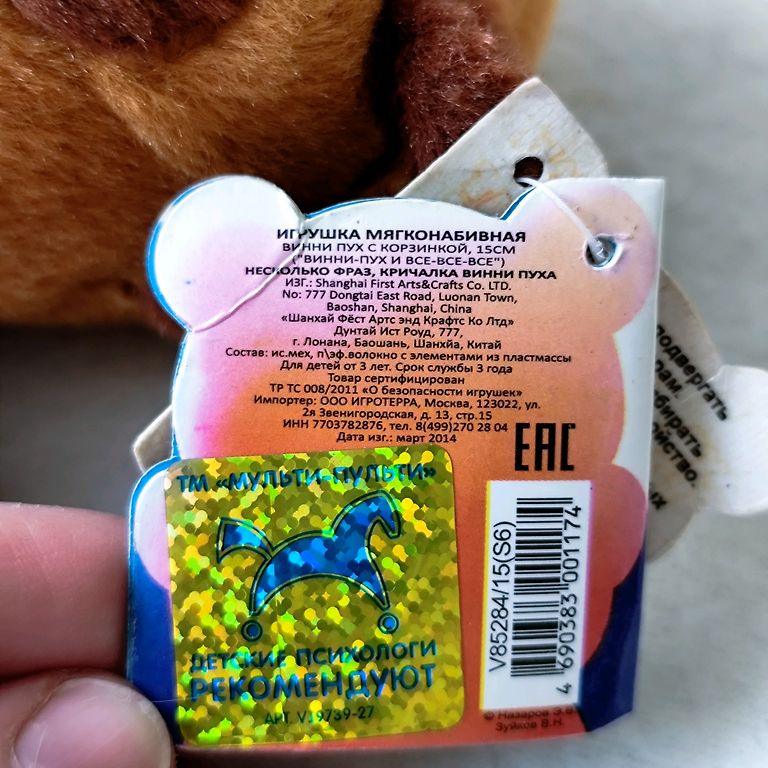 ИГРУШКА МЯГКОНАБИВНАЯ
ВИННИ ПУХ С КОРЗИНКОЙ, 15СМ
("ВИННИ-ПУХ И ВСЕ-ВСЕ-ВСЕ")
НЕСКОЛЬКО ФРАЗ, КРИЧАЛКА ВИННИ ПУХА
ИЗГ.: Shanghai First Arts&Crafts Co. LTD.
No: 777 Dongtai East Road, Luonan Town,
Baoshan, Shanghai, China
«Шанхай Фёст Артс энд Крафтс Ко Лтд»
Дунтай Ист Роуд, 777,
г. Лонана, Баошань, Шанхйа, Китай
Состав: ис.мех, п\эф.волокно с элементами из пластмассы
Для детей от 3 лет. Срок службы 3 года
Товар сертифицирован
ТР ТС 008/2011 «О безопасности игрушек»
Импортер: ООО ИГРОТЕРРА, Москва, 123022, ул.
2я Звенигородская, д. 13, стр.15
ИНН 7703782876, тел. 8(499)270 28 04
Дата изг.: март 2014
EAC
ТМ «МУЛЬТИ-ПУЛЬТИ»
ДЕТСКИЕ ПСИХОЛОГИ
РЕКОМЕНДУЮТ
АРТ. V19739-27
V85284/15(S6)
4 690383 001174
© Назаров Э.В.
Зуйков В.Н.
подвергать
бирать